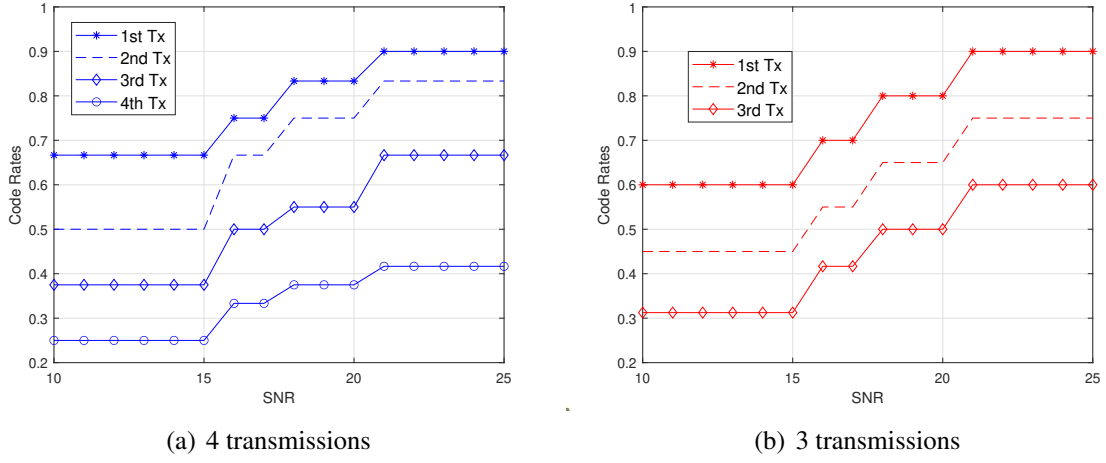 1
0.9
0.8
0.7
0.6
0.5
0.4
0.3
0.2
Code Rates
10 15 20 25
SNR
1st Tx
2nd Tx
3rd Tx
4th Tx
(a) 4 transmissions
1
0.9
0.8
0.7
0.6
0.5
0.4
0.3
0.2
Code Rates
10 15 20 25
SNR
1st Tx
2nd Tx
3rd Tx
(b) 3 transmissions